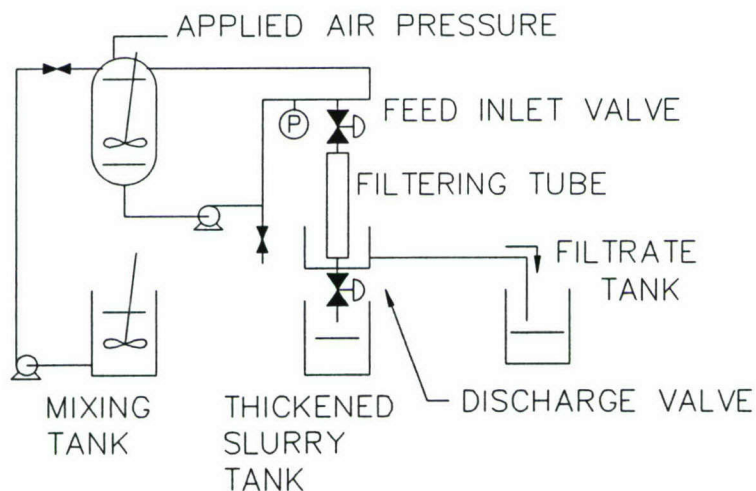 APPLIED AIR PRESSURE
P
FEED INLET VALVE
FILTERING TUBE
FILTRATE
TANK
DISCHARGE VALVE
MIXING
TANK
THICKENED
SLURRY
TANK